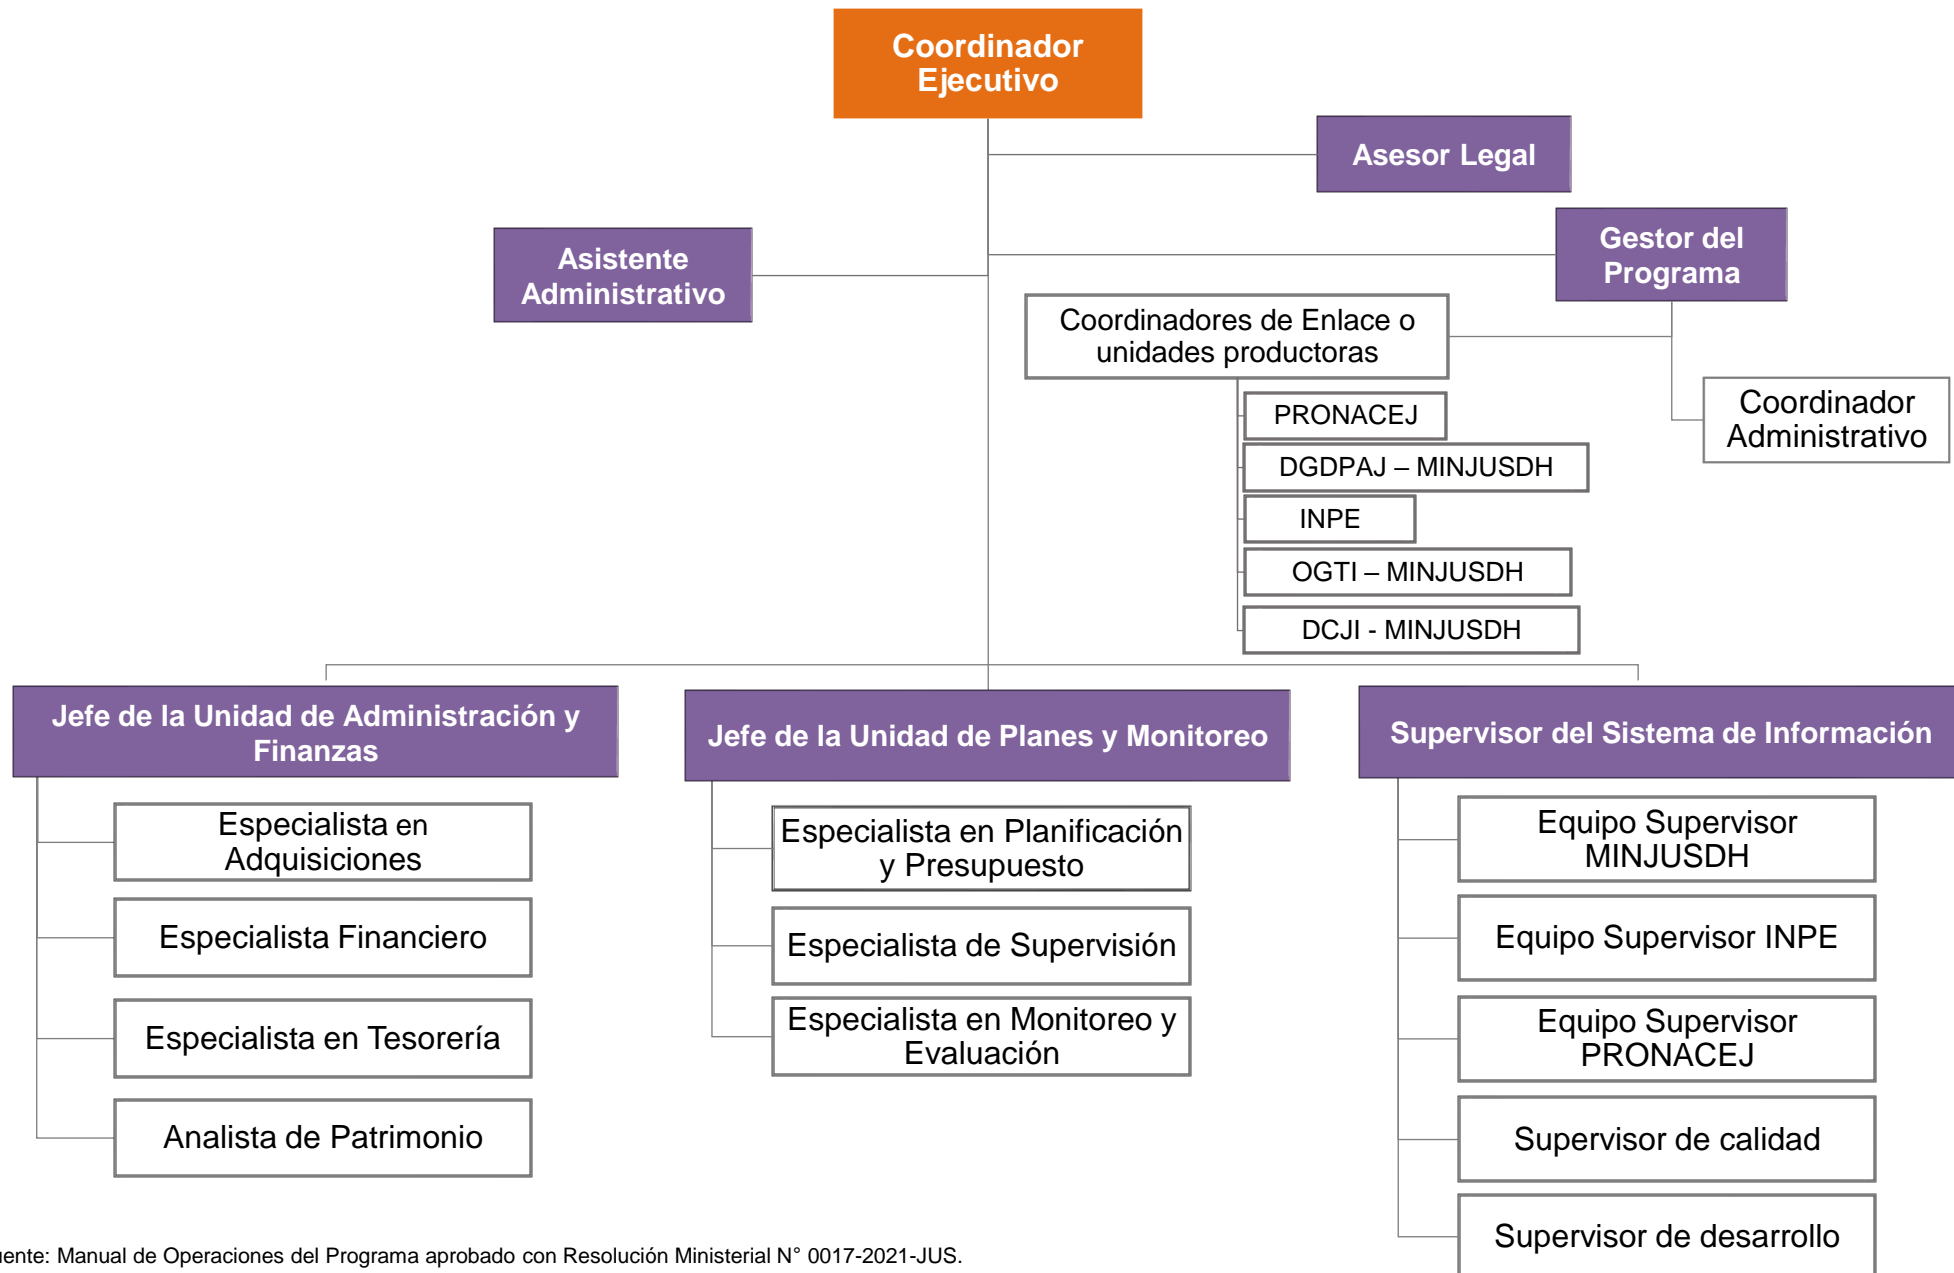 Coordinador
Ejecutivo
Asesor Legal
Gestor del
Programa
Asistente
Administrativo
Coordinadores de Enlace o
unidades productoras
Coordinador
Administrativo
PRONACEJ
DGDPAJ – MINJUSDH
INPE
OGTI – MINJUSDH
DCJI - MINJUSDH
Jefe de la Unidad de Administración y
Finanzas
Especialista en
Adquisiciones
Especialista Financiero
Especialista en Tesorería
Analista de Patrimonio
Jefe de la Unidad de Planes y Monitoreo
Especialista en Planificación
y Presupuesto
Especialista de Supervisión
Especialista en Monitoreo y
Evaluación
Supervisor del Sistema de Información
Equipo Supervisor
MINJUSDH
Equipo Supervisor INPE
Equipo Supervisor
PRONACEJ
Supervisor de calidad
Supervisor de desarrollo
uente: Manual de Operaciones del Programa aprobado con Resolución Ministerial N° 0017-2021-JUS.